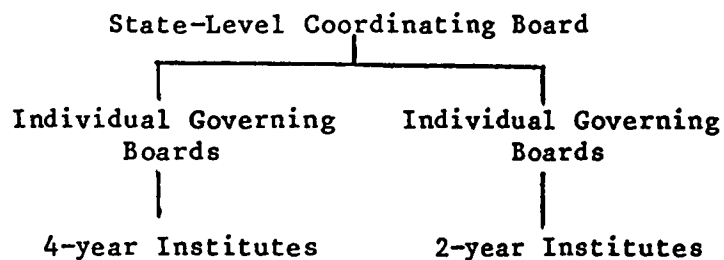 State-Level Coordinating Board
Individual Governing Boards
Individual Governing Boards
4-year Institutes
2-year Institutes